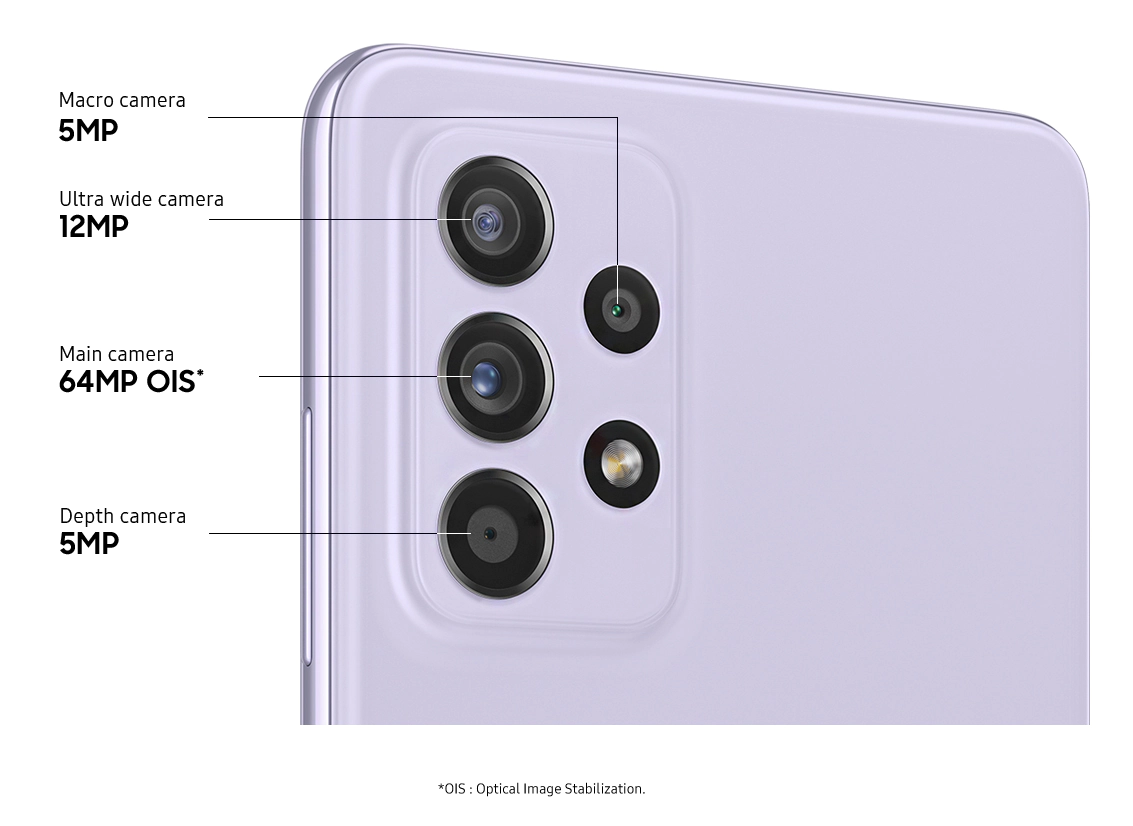 Macro camera
5MP
Ultra wide camera
12MP
Main camera
64MP OIS*
Depth camera
5MP
*OIS : Optical Image Stabilization.